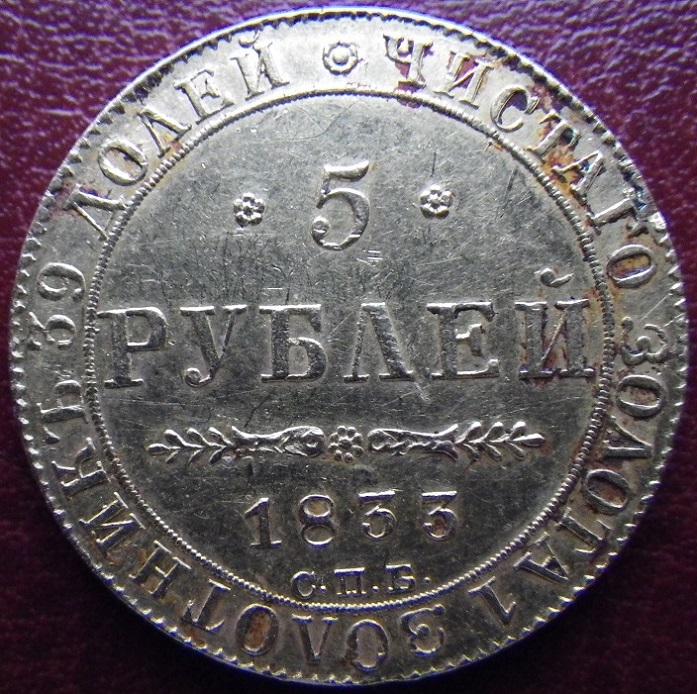 ЧИСТАГО ЗОЛОТА 1 ЗОЛОТНИКЪ 39 ДОЛЕЙ
5
РУБЛЕЙ
1833
С.П.Б.